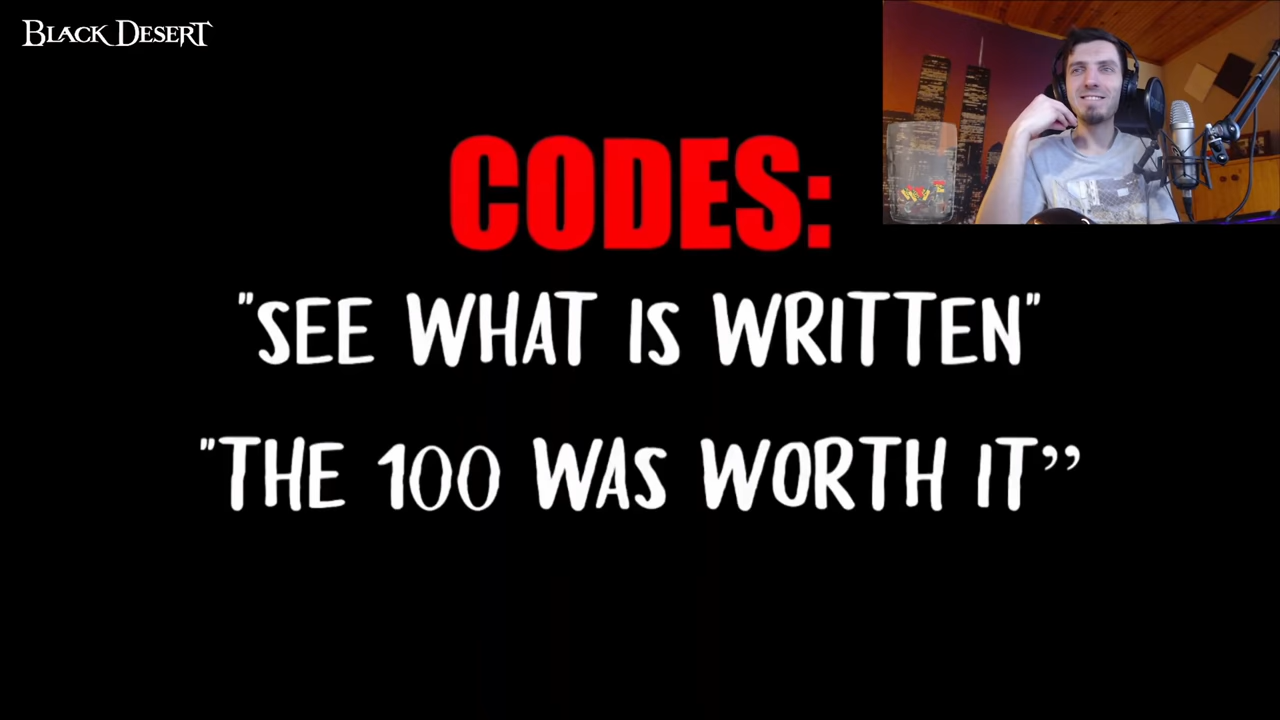 BLACK DESERT
CODES:
"SEE WHAT IS WRITTEN"
"THE 100 WAS WORTH IT”